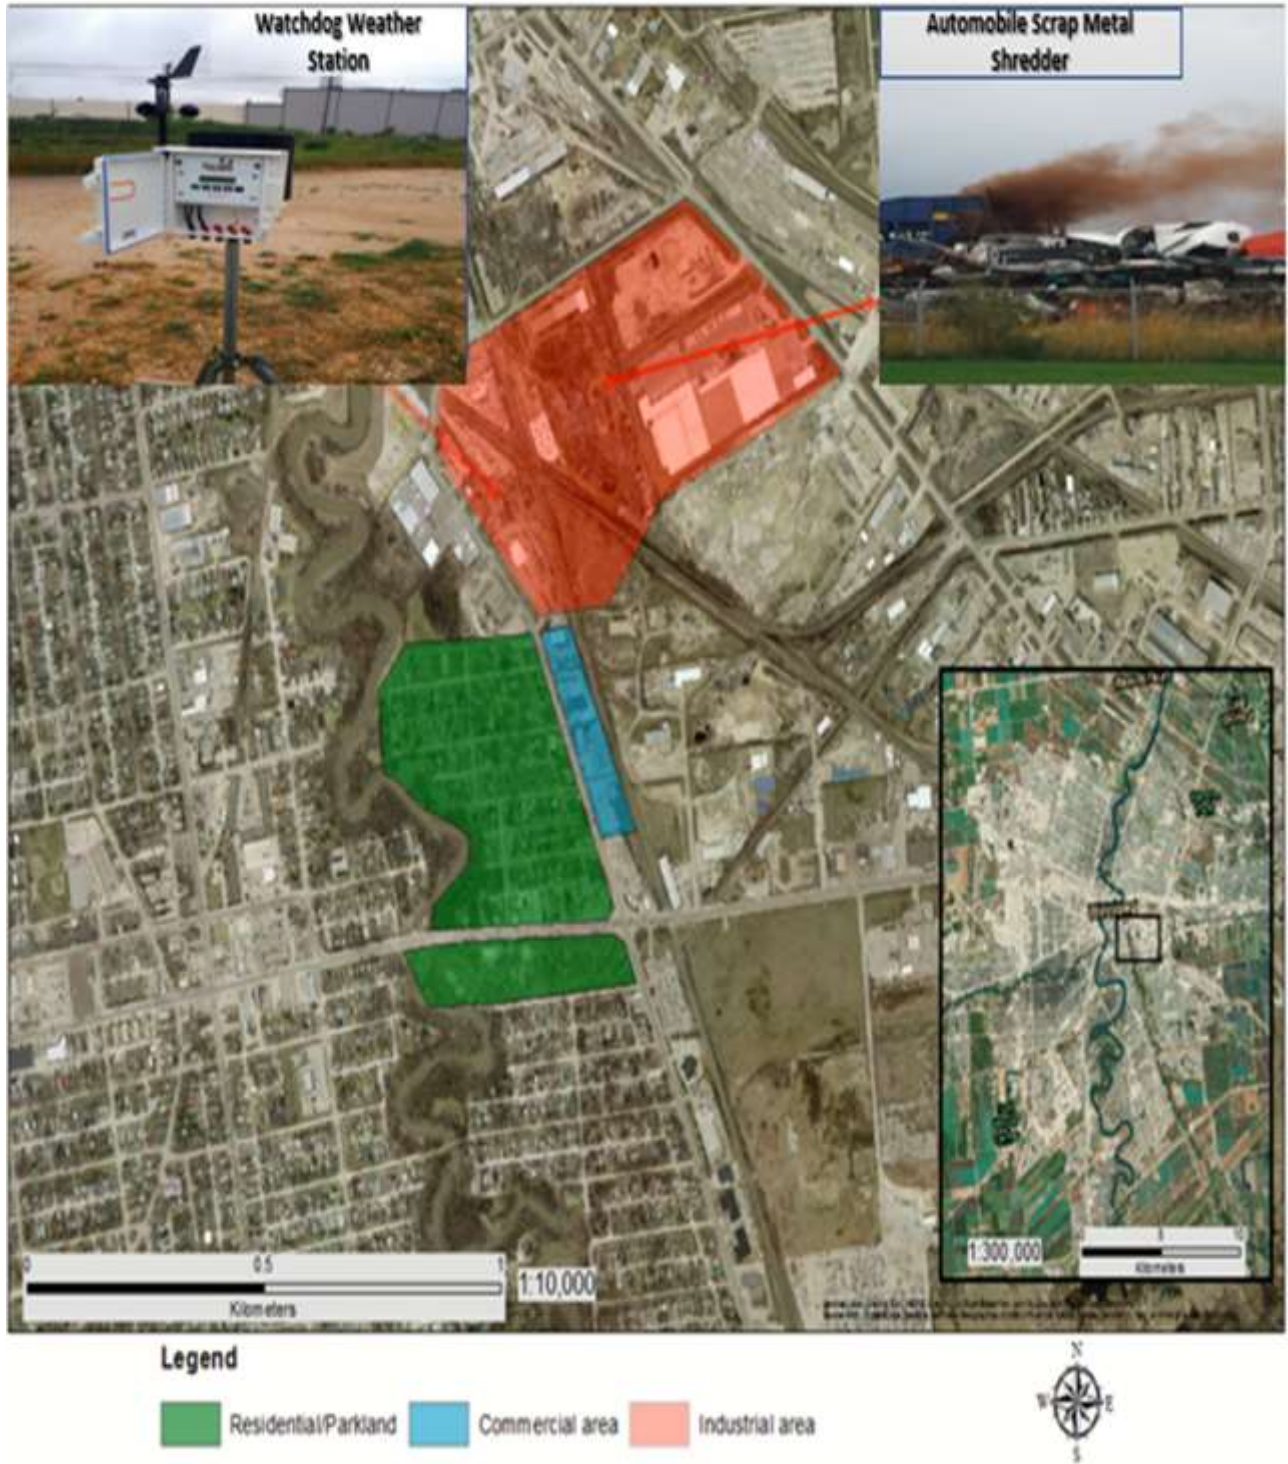 Watchdog Weather
Station
Automobile Scrap Metal
Shredder
0
0.5
1
Kilometers
1:10,000
1:300,000
Kilometers
Legend
Residential/Parkland
Commercial area
Industrial area
N
W
E
S